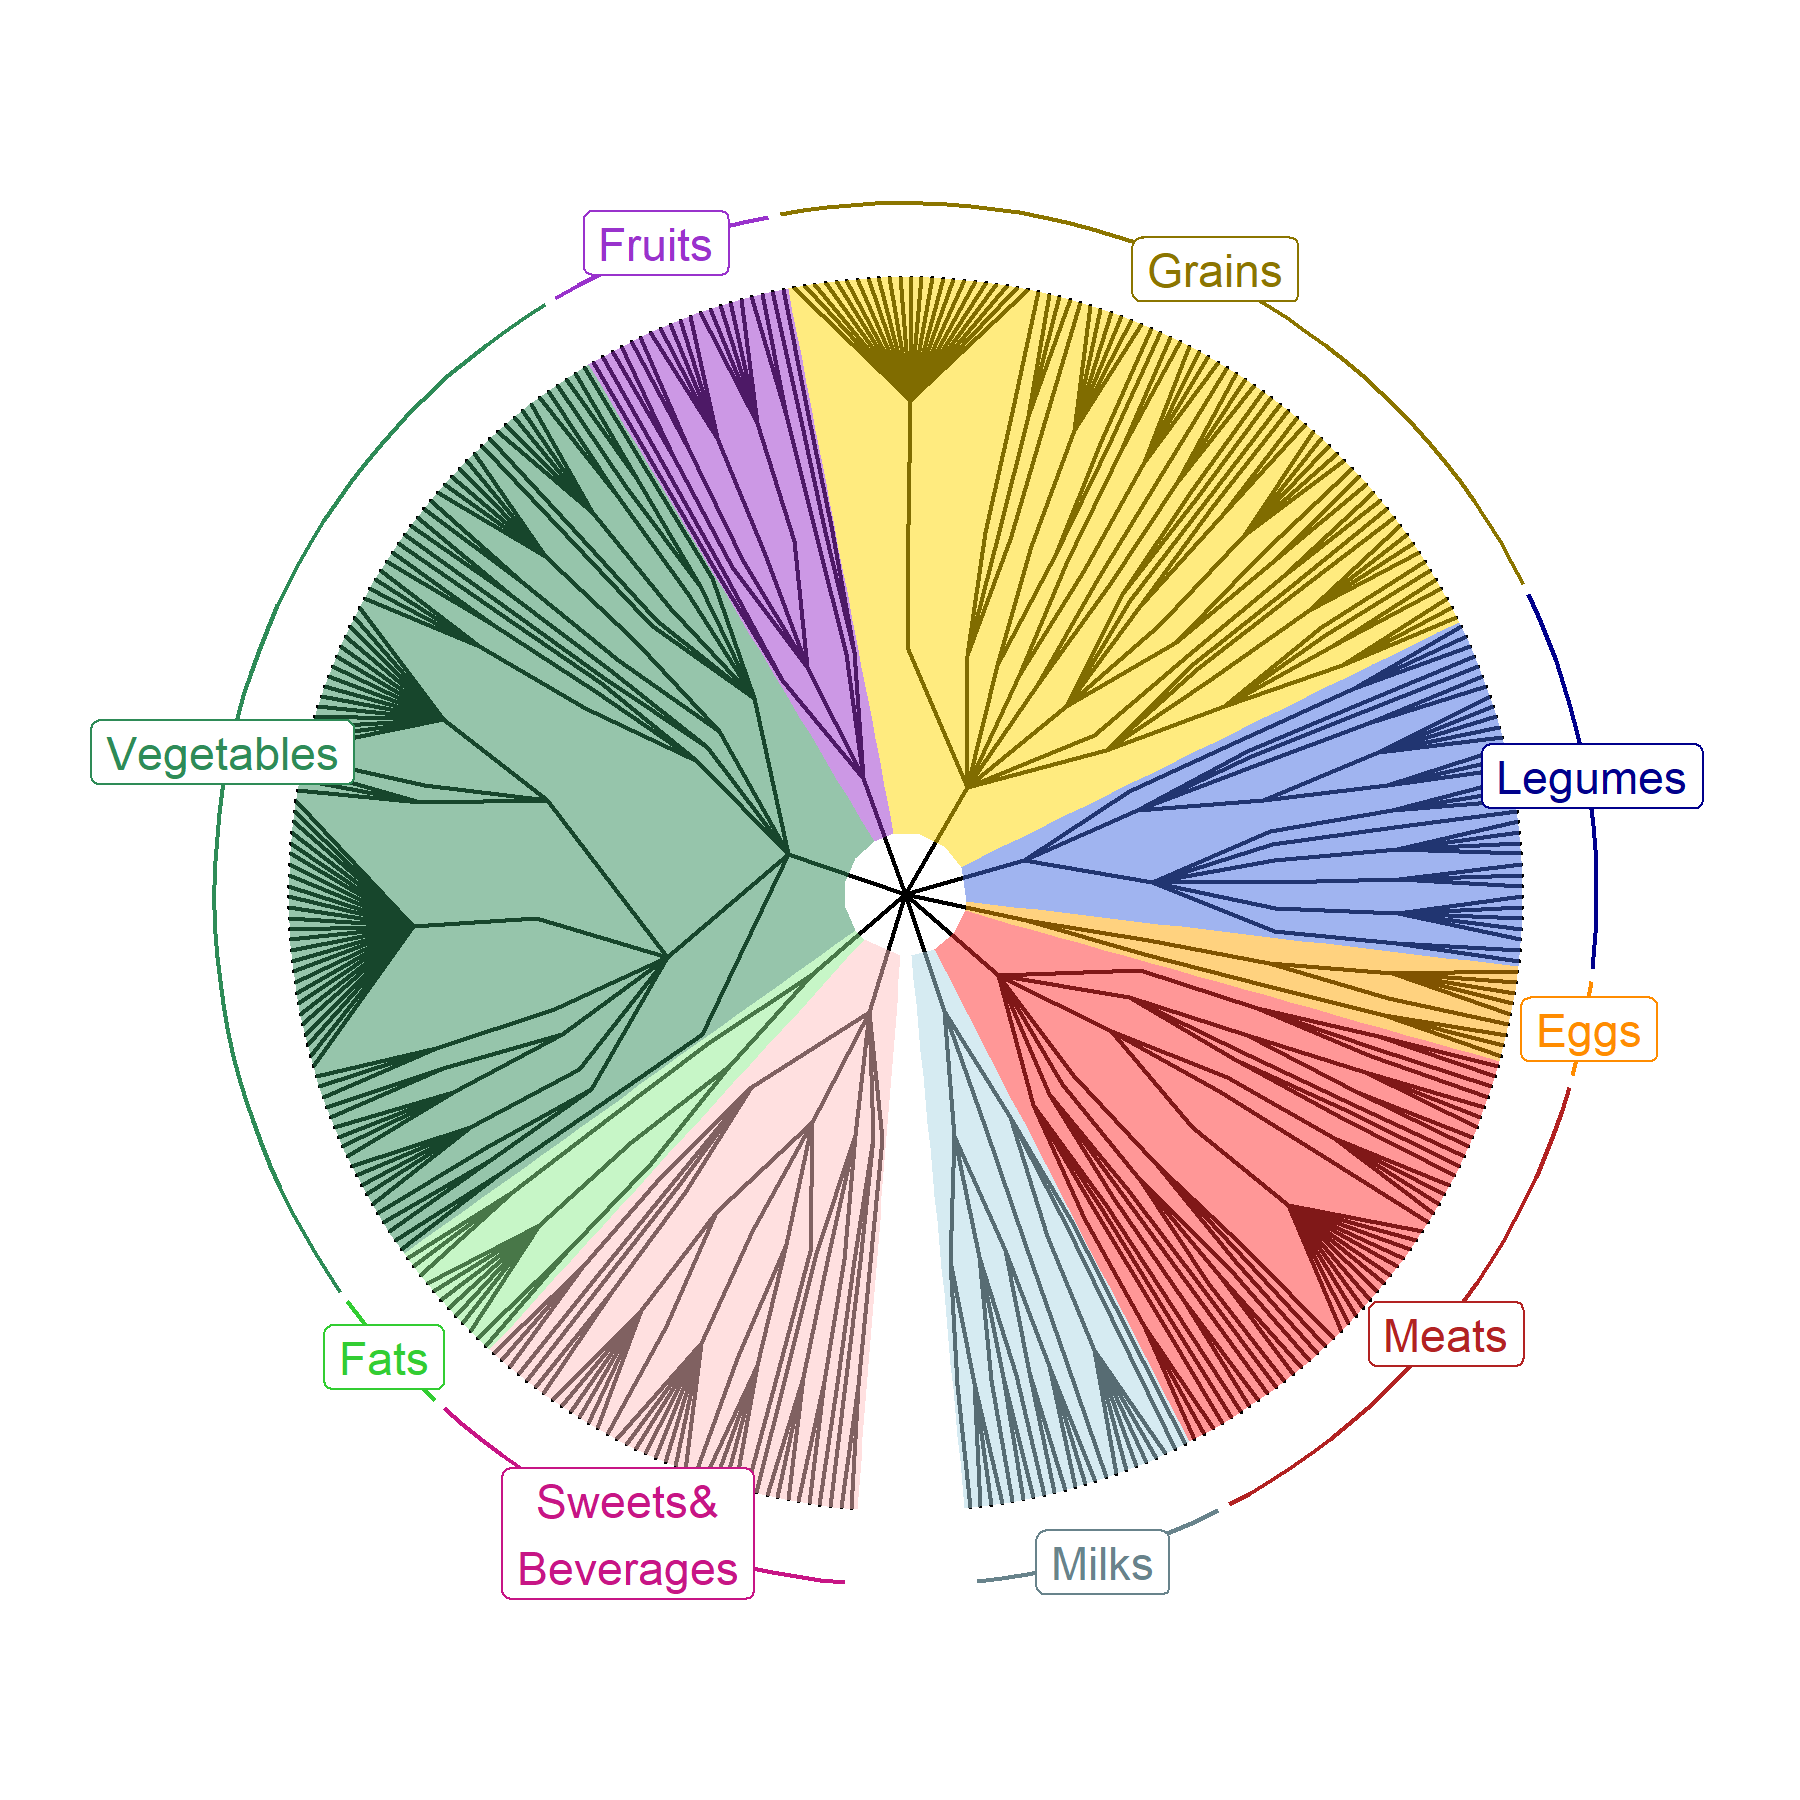 Fruits
Grains
Vegetables
Legumes
Eggs
Meats
Fats
Sweets&
Beverages
Milks